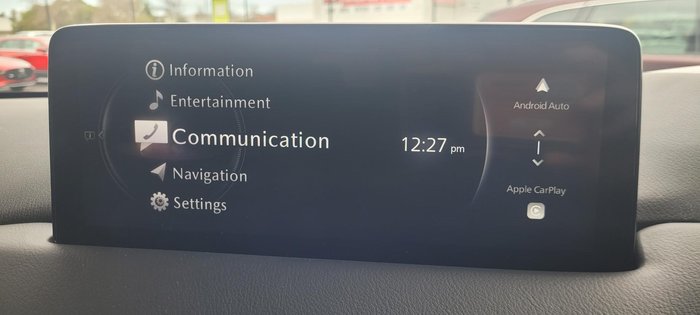 Information
Entertainment
Communication
Navigation
Settings
12:27 pm
Android Auto
Apple CarPlay